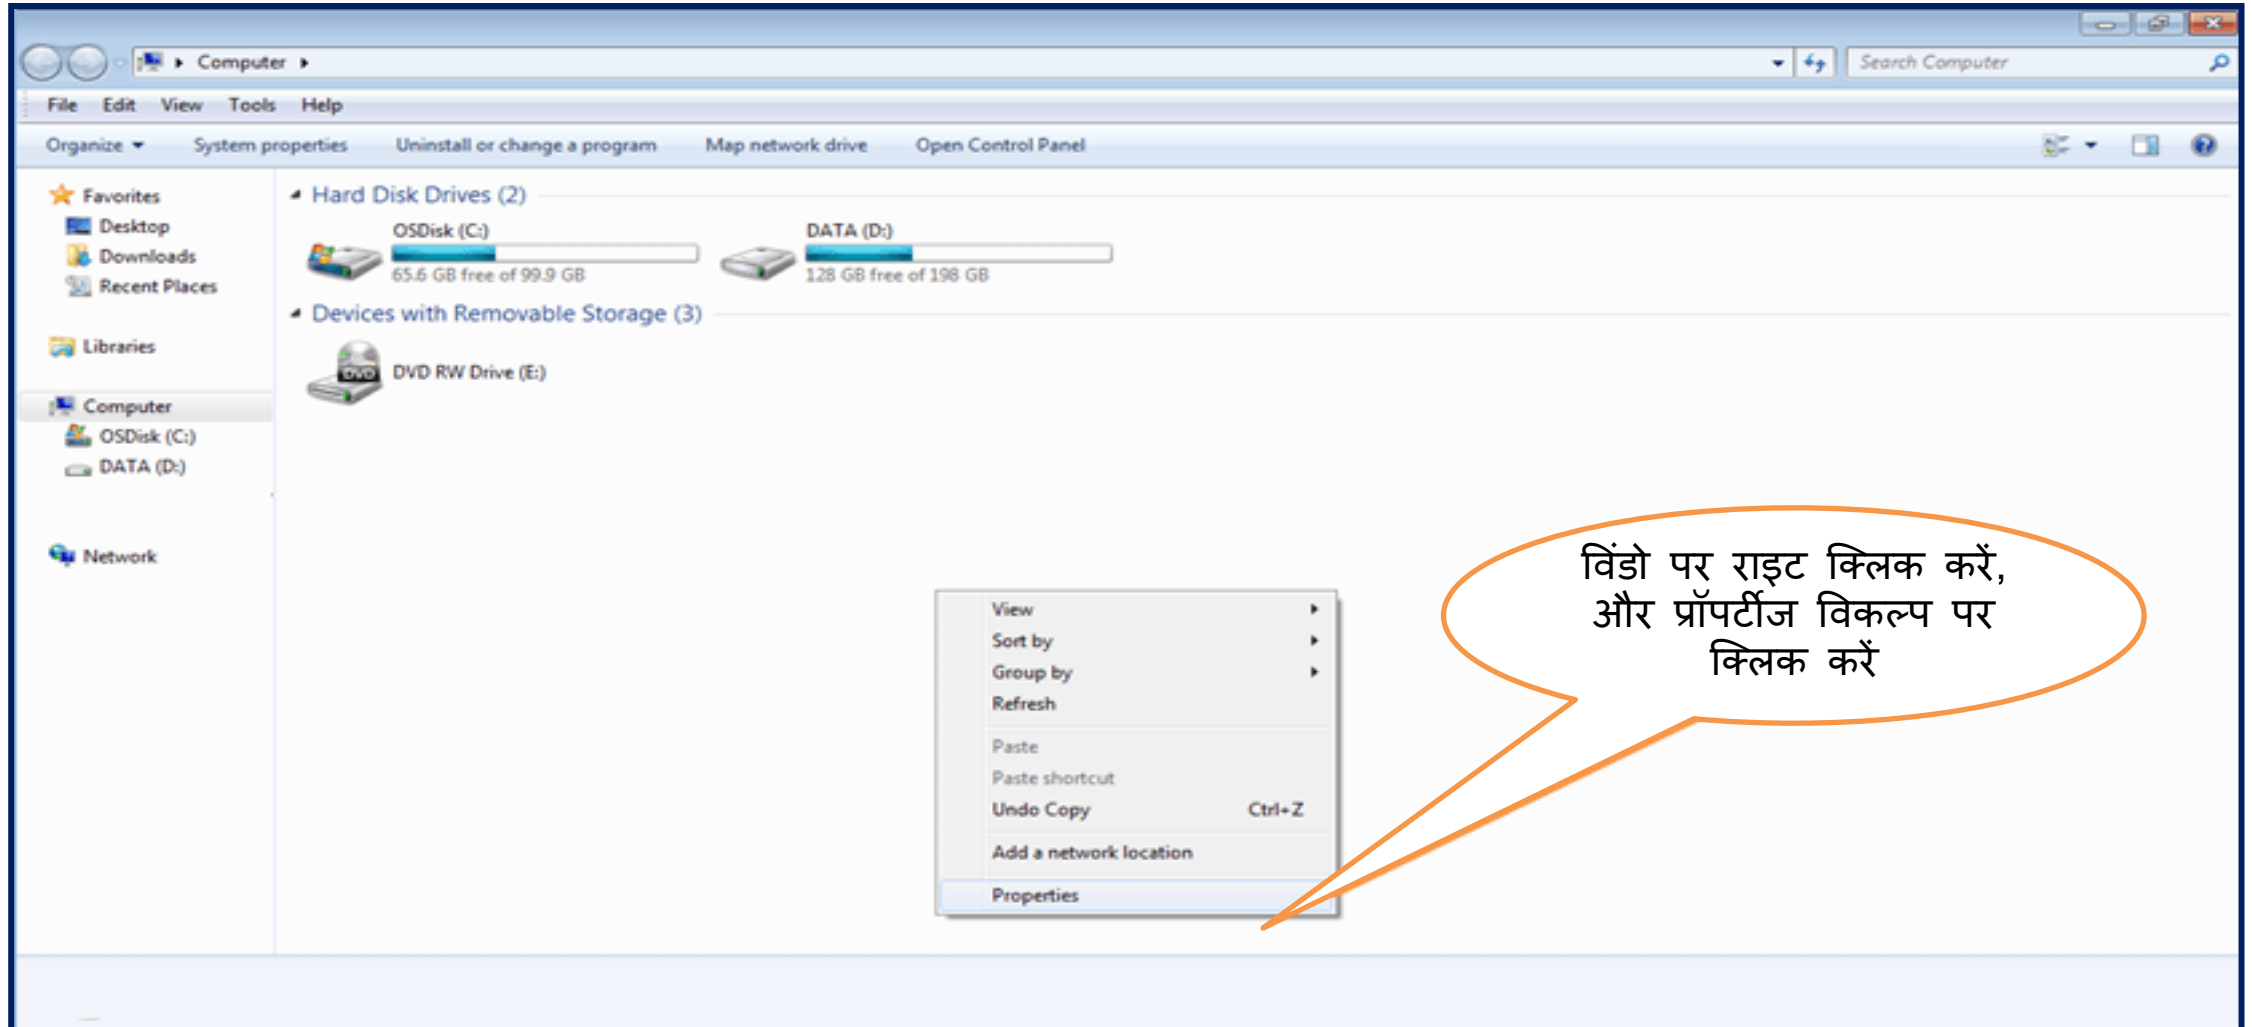 Computer
Search Computer
File Edit View Tools Help
Organize System properties Uninstall or change a program Map network drive Open Control Panel
Favorites
Desktop
Downloads
Recent Places
Libraries
Computer
OSDisk (C:)
DATA (D:)
Network
Hard Disk Drives (2)
OSDisk (C:)
65.6 GB free of 99.9 GB
DATA (D:)
128 GB free of 198 GB
Devices with Removable Storage (3)
DVD RW Drive (E:)
View
Sort by
Group by
Refresh
Paste
Paste shortcut
Undo Copy Ctrl+Z
Add a network location
Properties
विंडो पर राइट क्लिक करें,
और प्रॉपर्टीज विकल्प पर
क्लिक करें